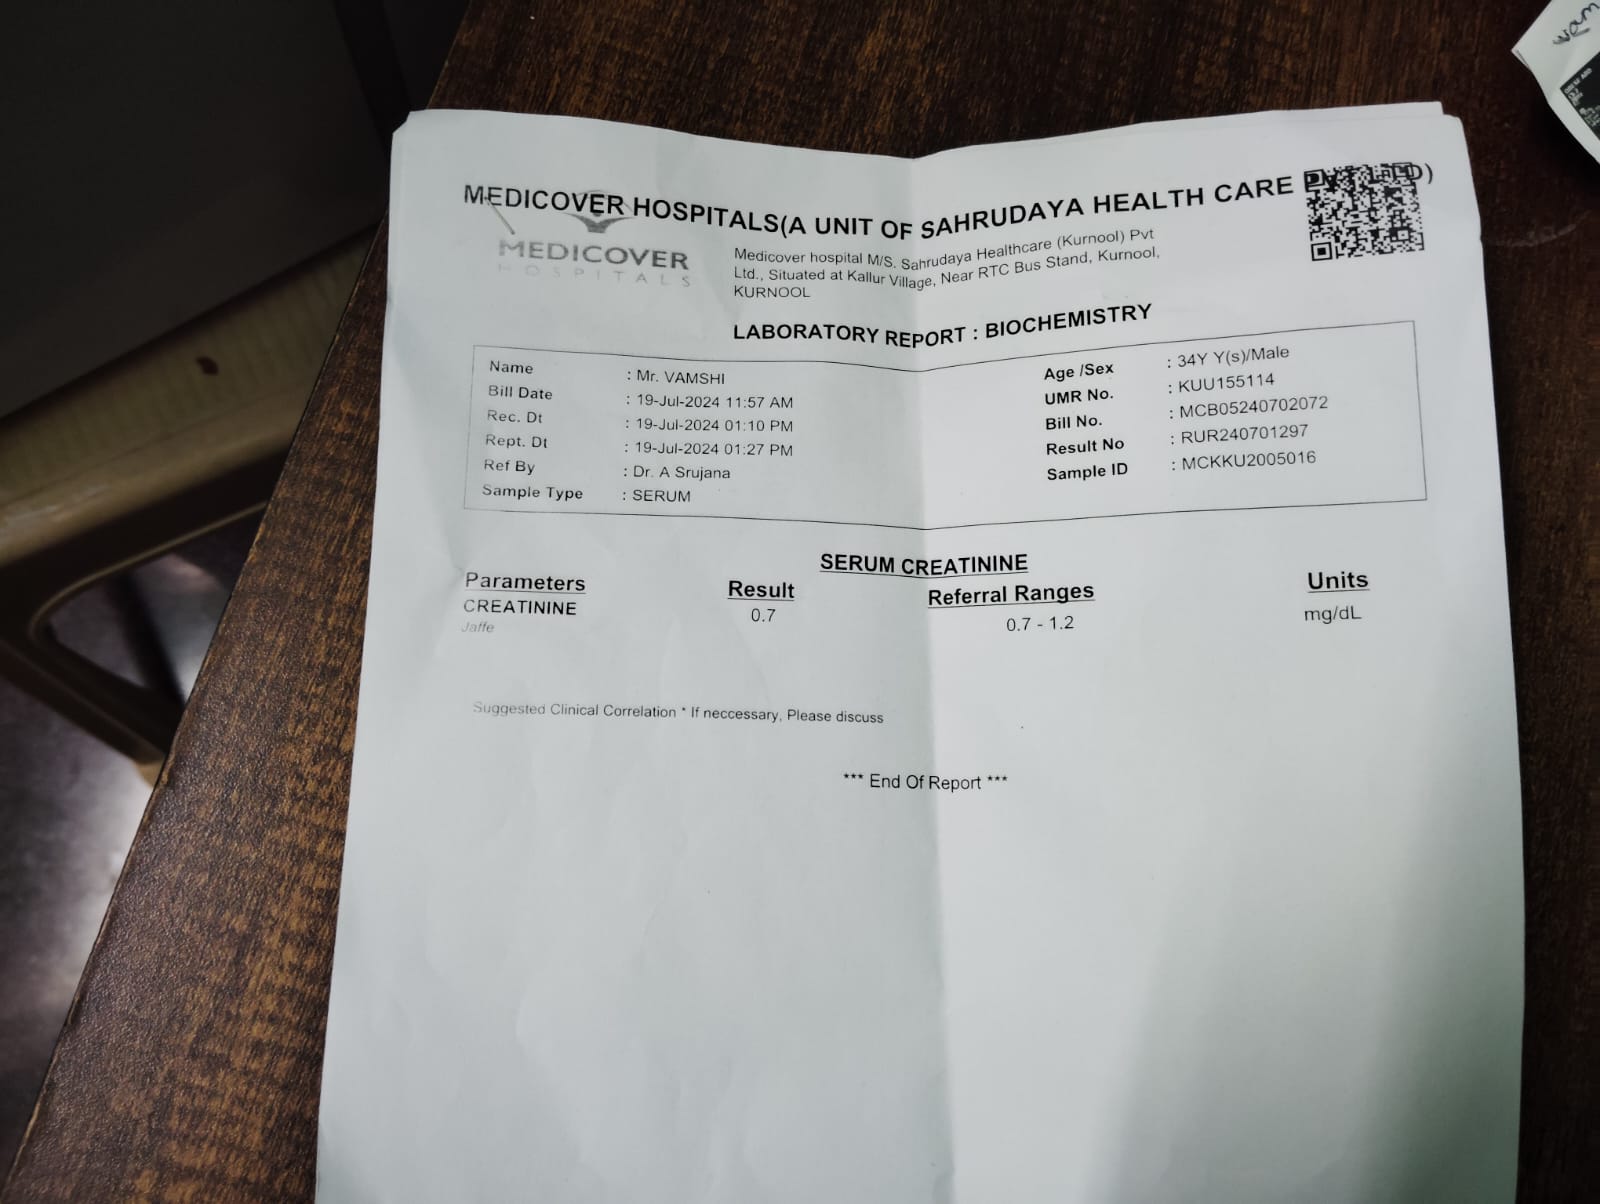 MEDICOVER HOSPITALS(A UNIT OF SAHRUDAYA HEALTH CARE
MEDICOVER
HOSPITALS
Medicover hospital M/S. Sahrudaya Healthcare (Kurnool) Pvt
Ltd., Situated at Kallur Village, Near RTC Bus Stand, Kurnool,
KURNOOL
LABORATORY REPORT : BIOCHEMISTRY
Name : Mr. VAMSHI Age /Sex : 34Y Y(s)/Male
Bill Date : 19-Jul-2024 11:57 AM UMR No. : KUU155114
Rec. Dt : 19-Jul-2024 01:10 PM Bill No. : MCB05240702072
Rept. Dt : 19-Jul-2024 01:27 PM Result No : RUR240701297
Ref By : Dr. A Srujana Sample ID : MCKKU2005016
Sample Type : SERUM
SERUM CREATININE
Parameters Result Referral Ranges Units
CREATININE 0.7 0.7 - 1.2 mg/dL
Jaffe
Suggested Clinical Correlation * If neccessary, Please discuss
*** End Of Report ***